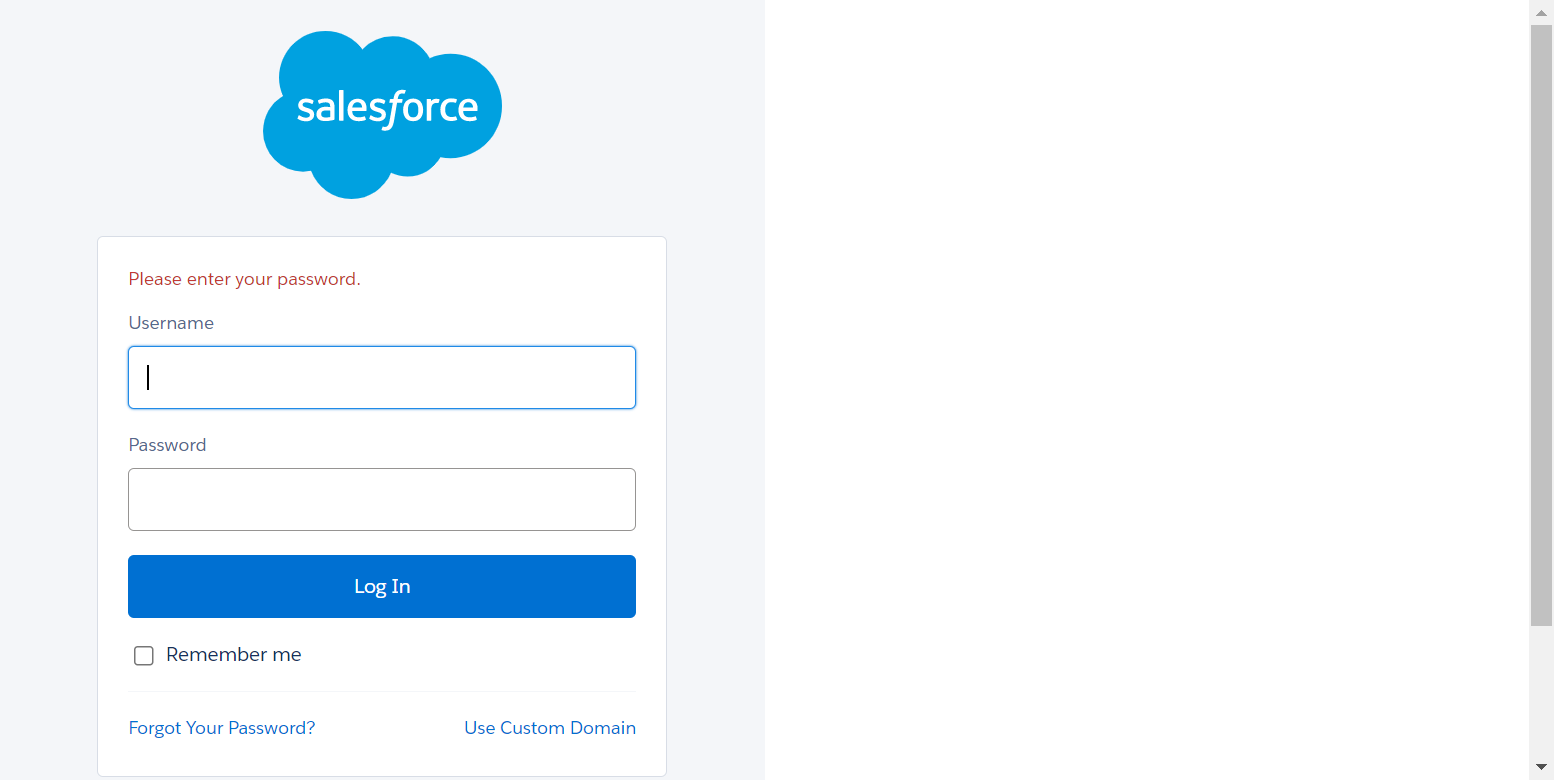 salesforce
Please enter your password.
Username
Password
Log In
Remember me
Forgot Your Password?
Use Custom Domain